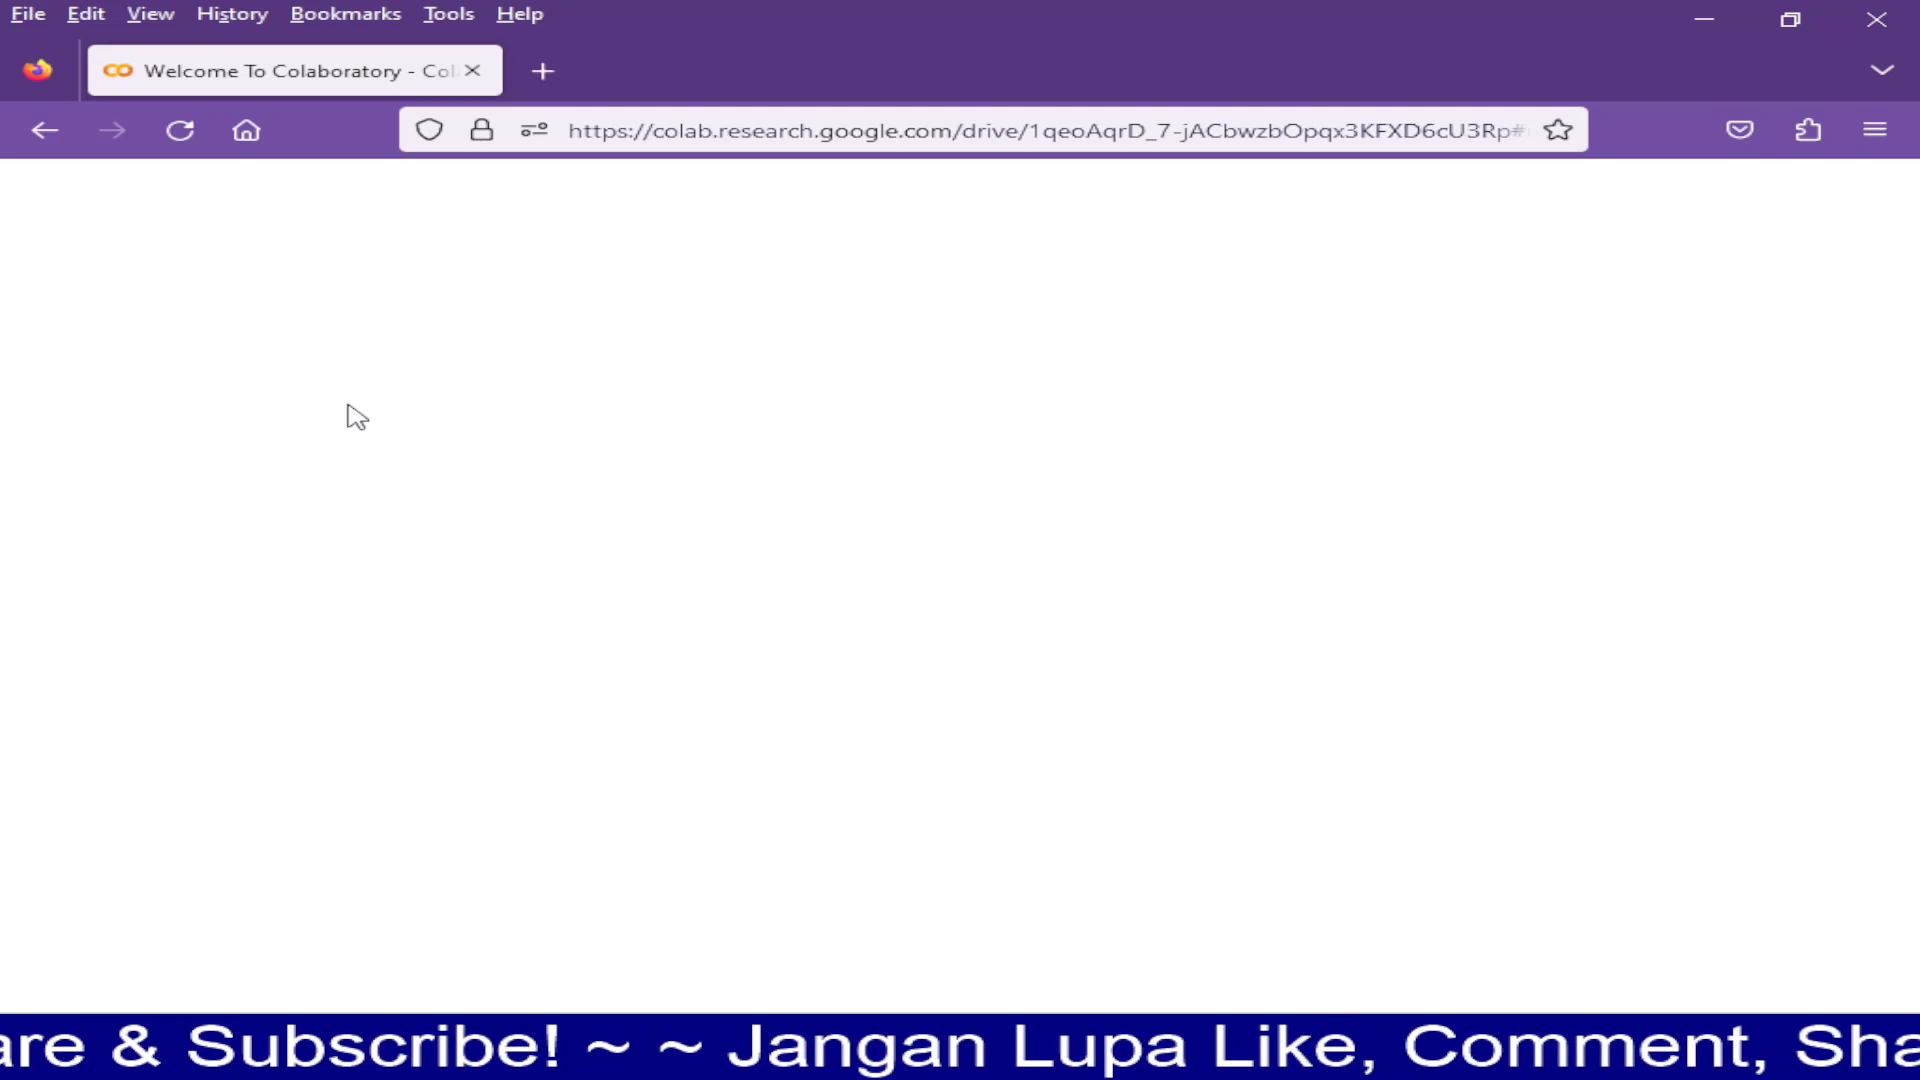 File Edit View History Bookmarks Tools Help
Welcome To Colaboratory - Col
https://colab.research.google.com/drive/1qeoAqrD_7-jACbwzbOpqx3KFXD6cU3Rp#
are & Subscribe! ~ ~ Jangan Lupa Like, Comment, Sha